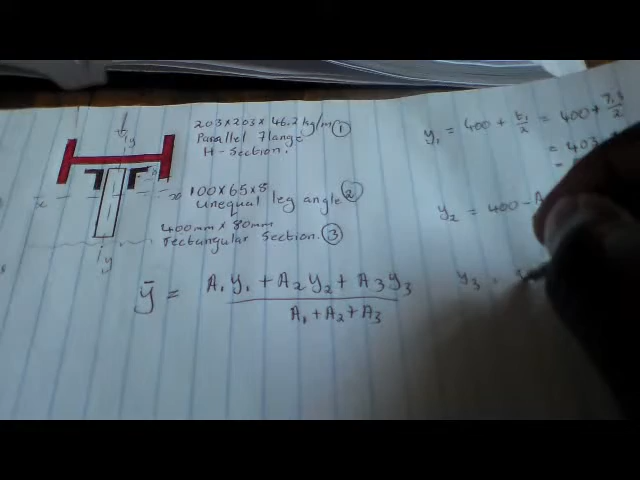 203 x 203 x 46.2 kg/m ①
Parallel flange
H-Section.
100 x 65 x 8
Unequal leg angle ②
400mm x 80mm
rectangular Section. ③
y
x
x
y
ȳ = A₁y₁ + A₂y₂ + A₃y₃
A₁ + A₂ + A₃
y₁ = 400 + t₁/2 = 400 + 7.3/2
= 403.
=
y₂ = 400 - A
y₃